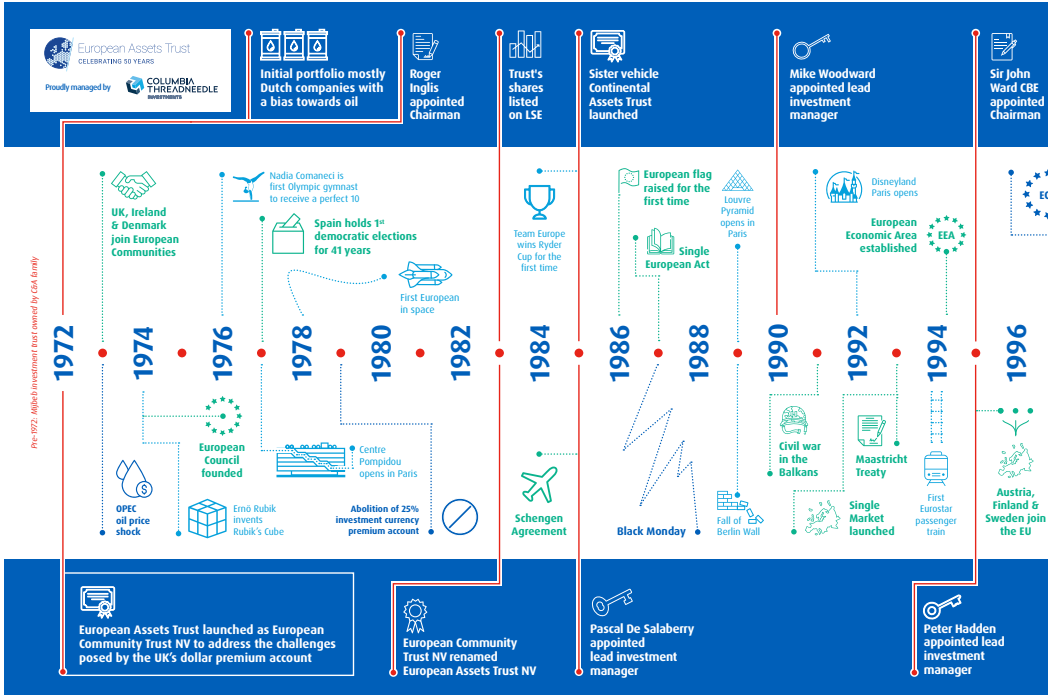 European Assets Trust
CELEBRATING 50 YEARS
Proudly managed by
COLUMBIA
THREADNEEDLE
INVESTMENTS
Initial portfolio mostly
Dutch companies with
a bias towards oil
Roger
Inglis
appointed
Chairman
Trust's
shares
listed
on LSE
Sister vehicle
Continental
Assets Trust
launched
Mike Woodward
appointed lead
investment
manager
Sir John
Ward CBE
appointed
Chairman
UK, Ireland
& Denmark
join European
Communities
Nadia Comaneci is
first Olympic gymnast
to receive a perfect 10
Spain holds 1st
democratic elections
for 41 years
First European
in space
Team Europe
wins Ryder
Cup for the
first time
European flag
raised for the
first time
Single
European Act
Louvre
Pyramid
opens in
Paris
Disneyland
Paris opens
European
Economic Area
established
EEA
EC
Pre-1972: Mijbeb investment trust owned by C&A family
1972
1974
1976
1978
1980
1982
1984
1986
1988
1990
1992
1994
1996
OPEC
oil price
shock
$
European
Council
founded
Ernö Rubik
invents
Rubik's Cube
Centre
Pompidou
opens in Paris
Abolition of 25%
investment currency
premium account
Schengen
Agreement
Black Monday
Fall of
Berlin Wall
Civil war
in the
Balkans
Maastricht
Treaty
Single
Market
launched
First
Eurostar
passenger
train
Austria,
Finland &
Sweden join
the EU
European Assets Trust launched as European
Community Trust NV to address the challenges
posed by the UK's dollar premium account
European Community
Trust NV renamed
European Assets Trust NV
Pascal De Salaberry
appointed
lead investment
manager
Peter Hadden
appointed lead
investment
manager